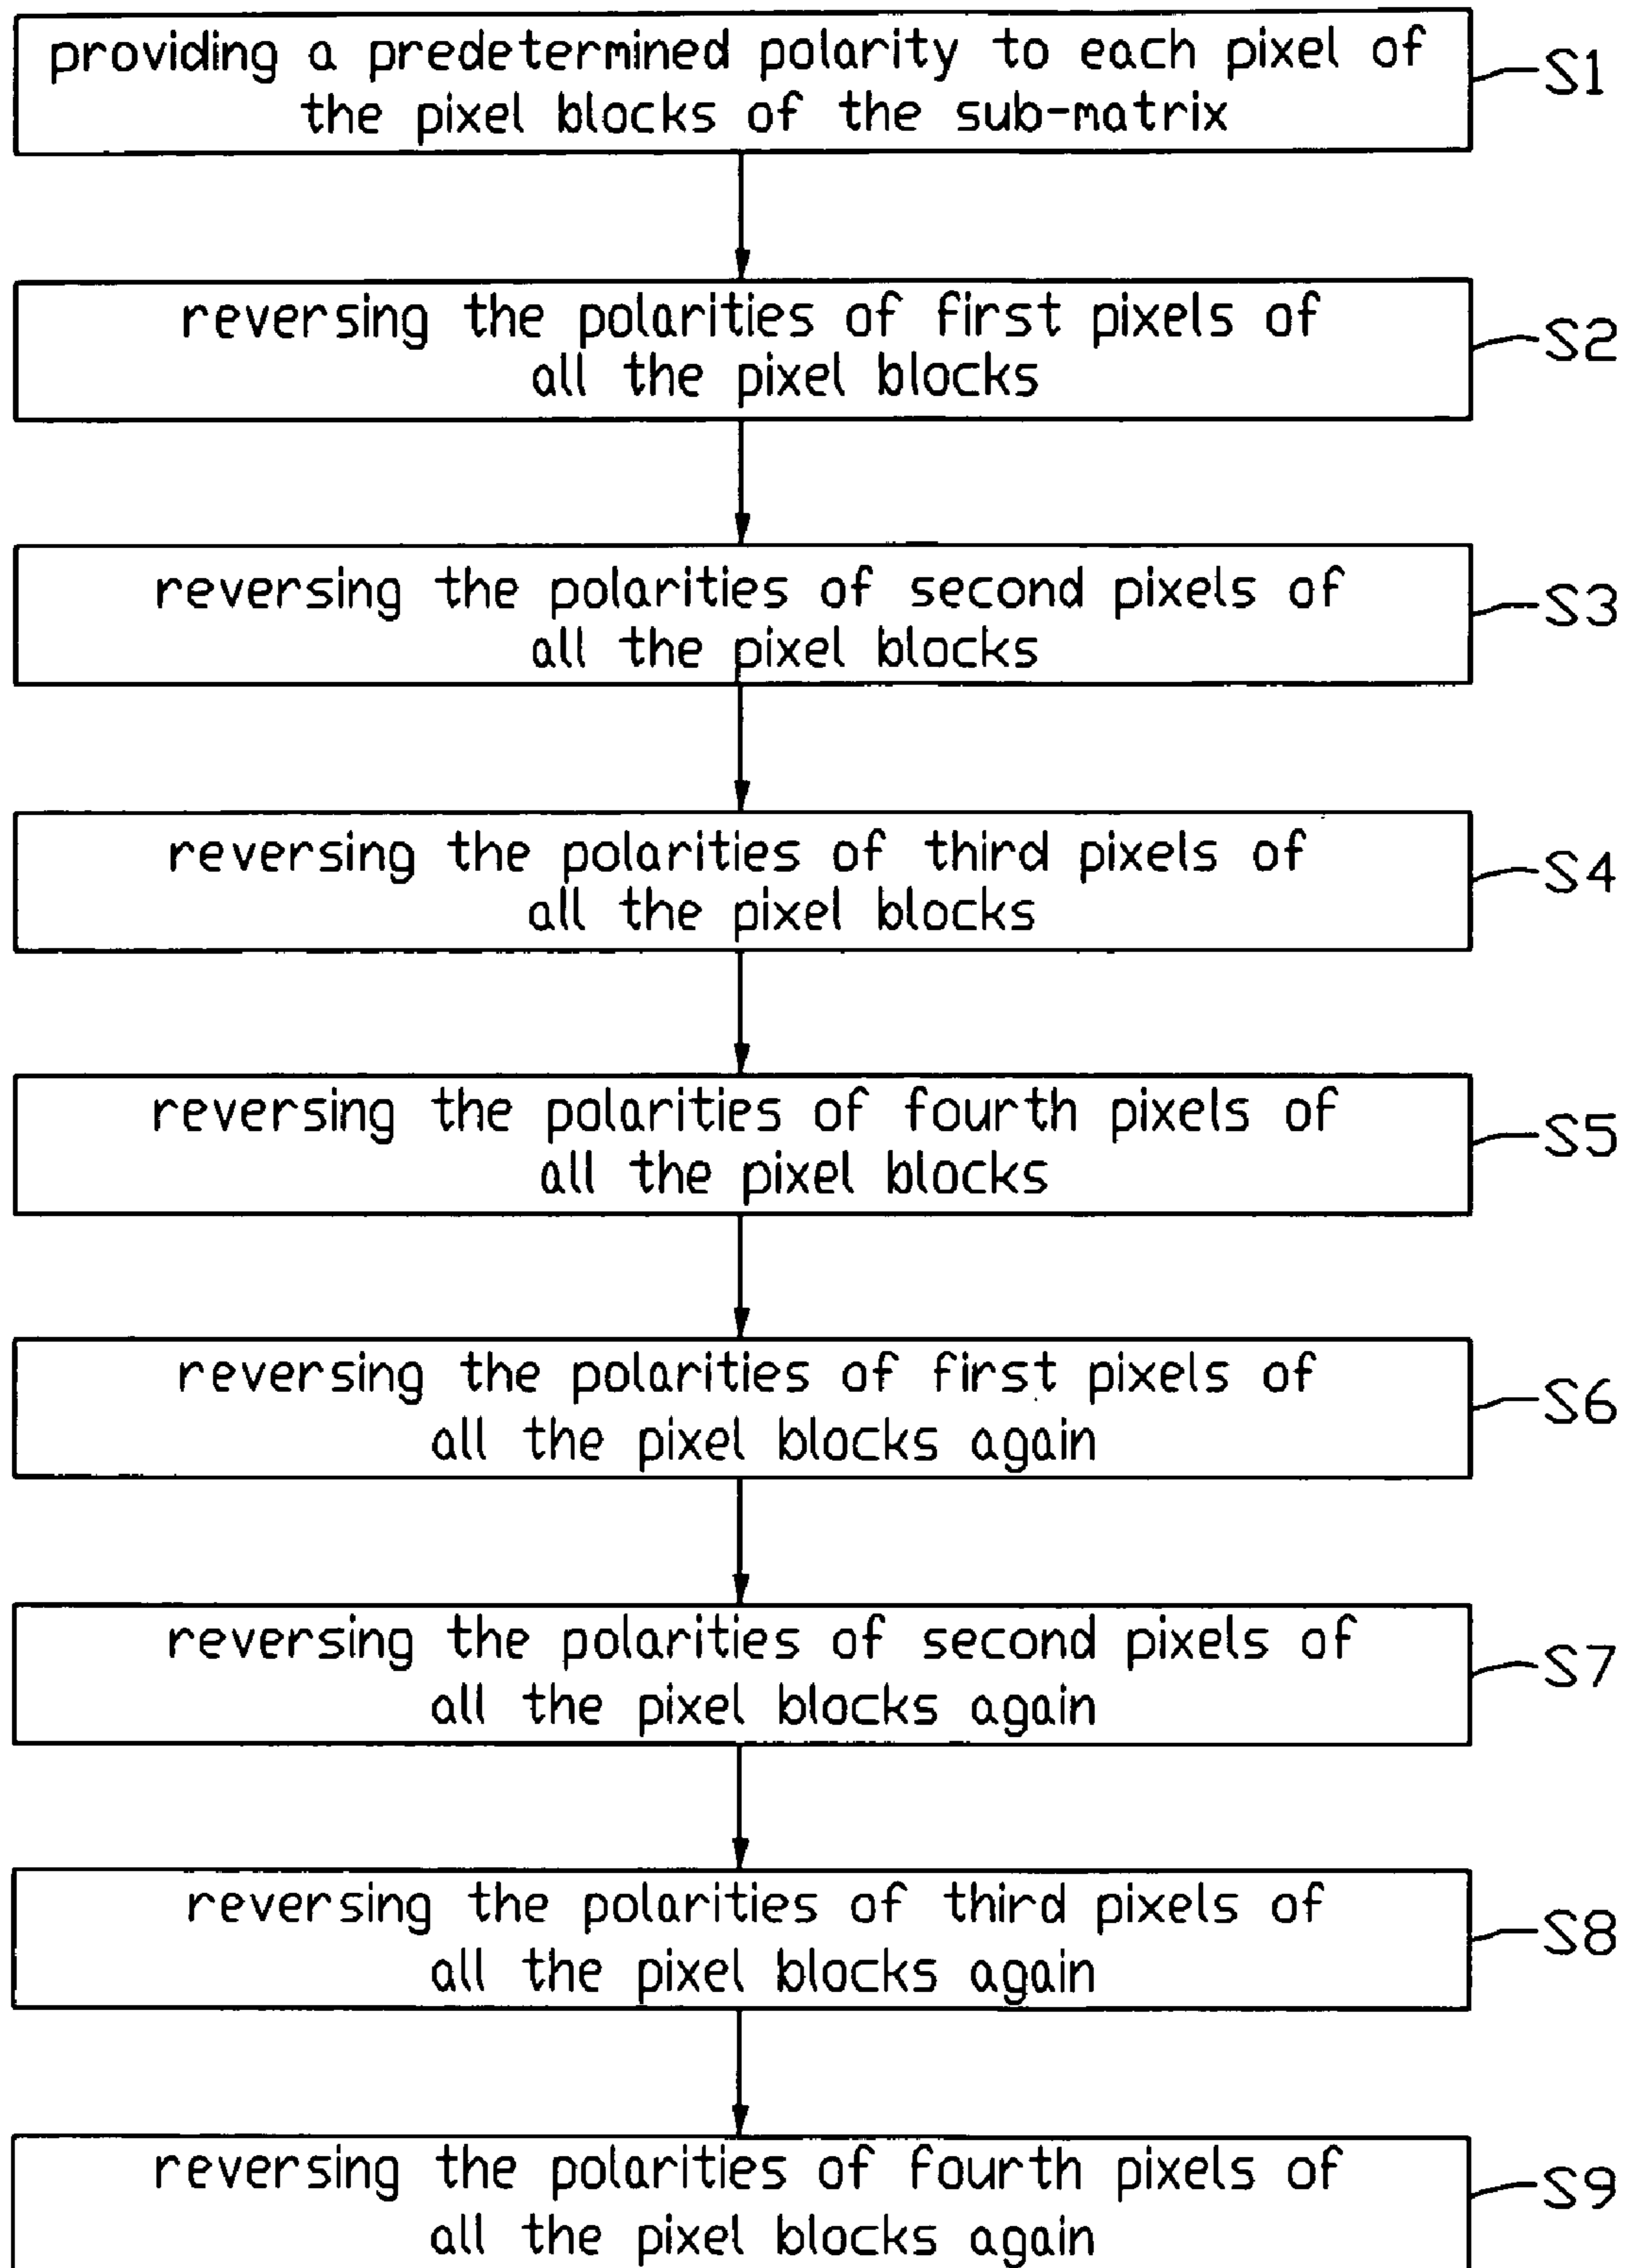 providing a predetermined polarity to each pixel of
the pixel blocks of the sub-matrix
S1
reversing the polarities of first pixels of
all the pixel blocks
S2
reversing the polarities of second pixels of
all the pixel blocks
S3
reversing the polarities of third pixels of
all the pixel blocks
S4
reversing the polarities of fourth pixels of
all the pixel blocks
S5
reversing the polarities of first pixels of
all the pixel blocks again
S6
reversing the polarities of second pixels of
all the pixel blocks again
S7
reversing the polarities of third pixels of
all the pixel blocks again
S8
reversing the polarities of fourth pixels of
all the pixel blocks again
S9